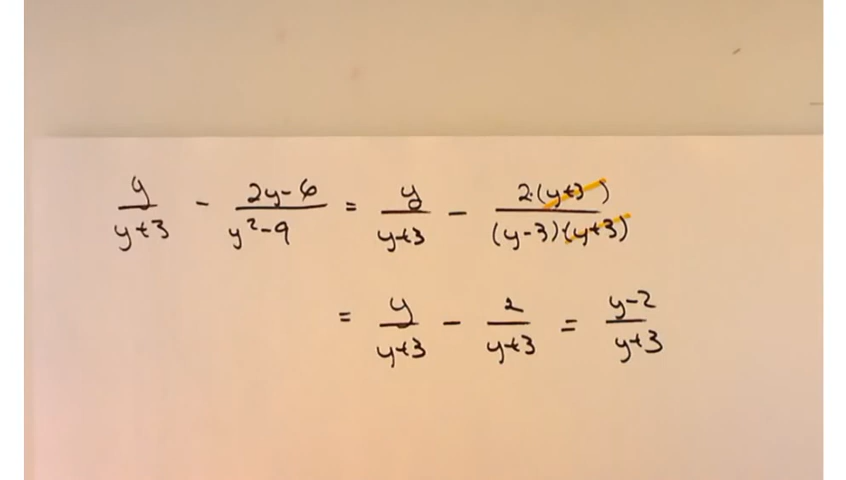 y/(y+3) - (2y-6)/(y²-9) = y/(y+3) - 2·(y+3)/((y-3)(y+3))
= y/(y+3) - 2/(y+3) = (y-2)/(y+3)